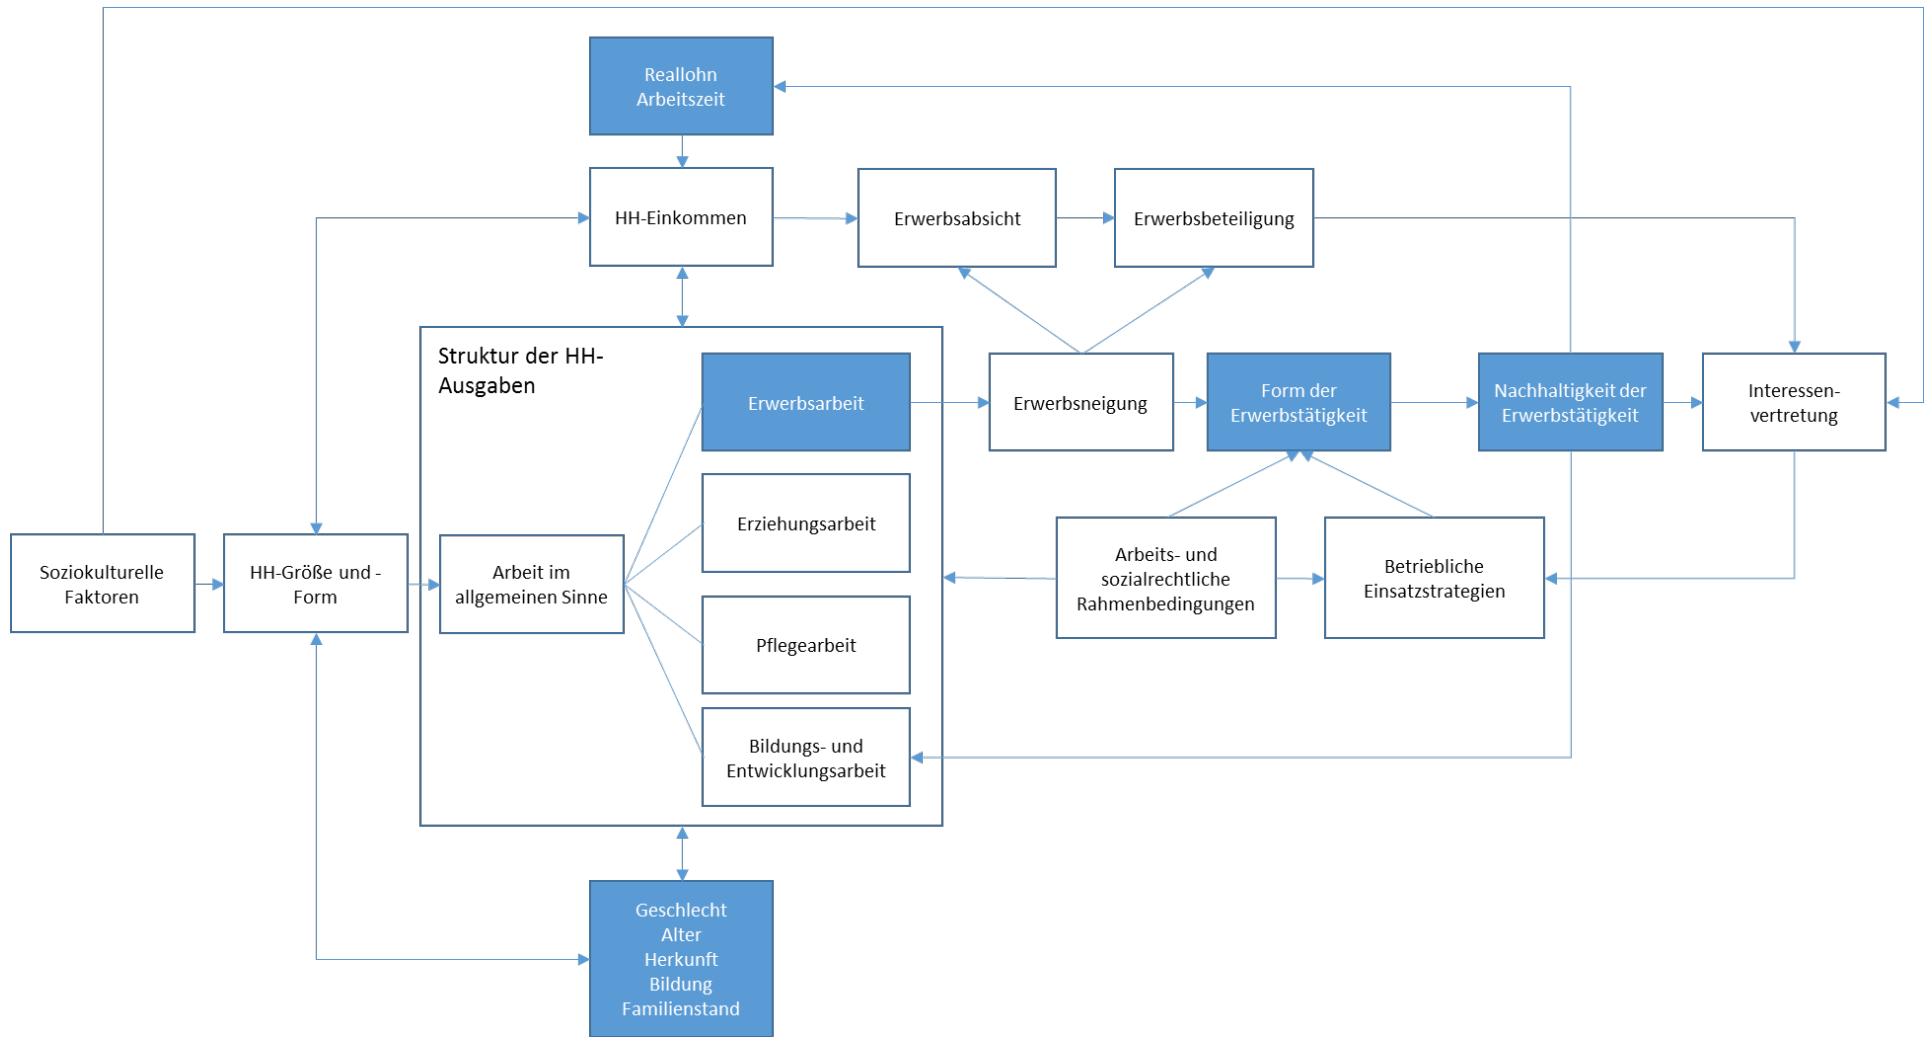 Reallohn
Arbeitszeit
HH-Einkommen
Erwerbsabsicht
Erwerbsbeteiligung
Struktur der HH-
Ausgaben
Erwerbsarbeit
Erwerbsneigung
Form der
Erwerbstätigkeit
Nachhaltigkeit der
Erwerbstätigkeit
Interessen-
vertretung
Erziehungsarbeit
Soziokulturelle
Faktoren
HH-Größe und -
Form
Arbeit im
allgemeinen Sinne
Arbeits- und
sozialrechtliche
Rahmenbedingungen
Betriebliche
Einsatzstrategien
Pflegearbeit
Bildungs- und
Entwicklungsarbeit
Geschlecht
Alter
Herkunft
Bildung
Familienstand